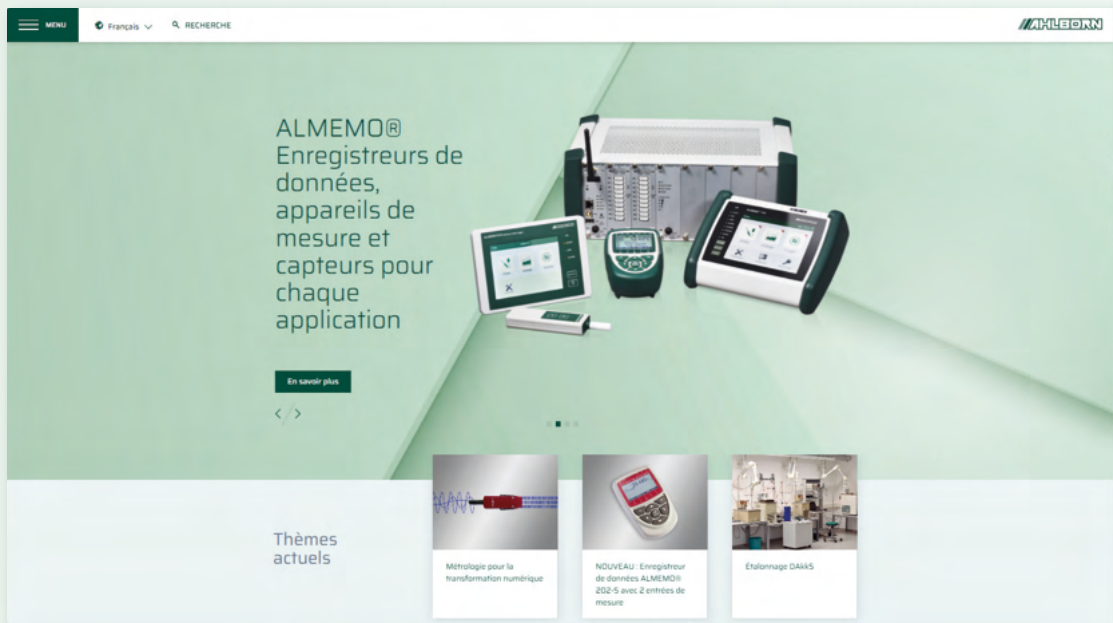 MENU
Français
RECHERCHE
AHLBORN
ALMEMO®
Enregistreurs de
données,
appareils de
mesure et
capteurs pour
chaque
application
En savoir plus
Thèmes
actuels
Métrologie pour la
transformation numérique
NOUVEAU : Enregistreur
de données ALMEMO®
202-S avec 2 entrées de
mesure
Étalonnage DAkkS